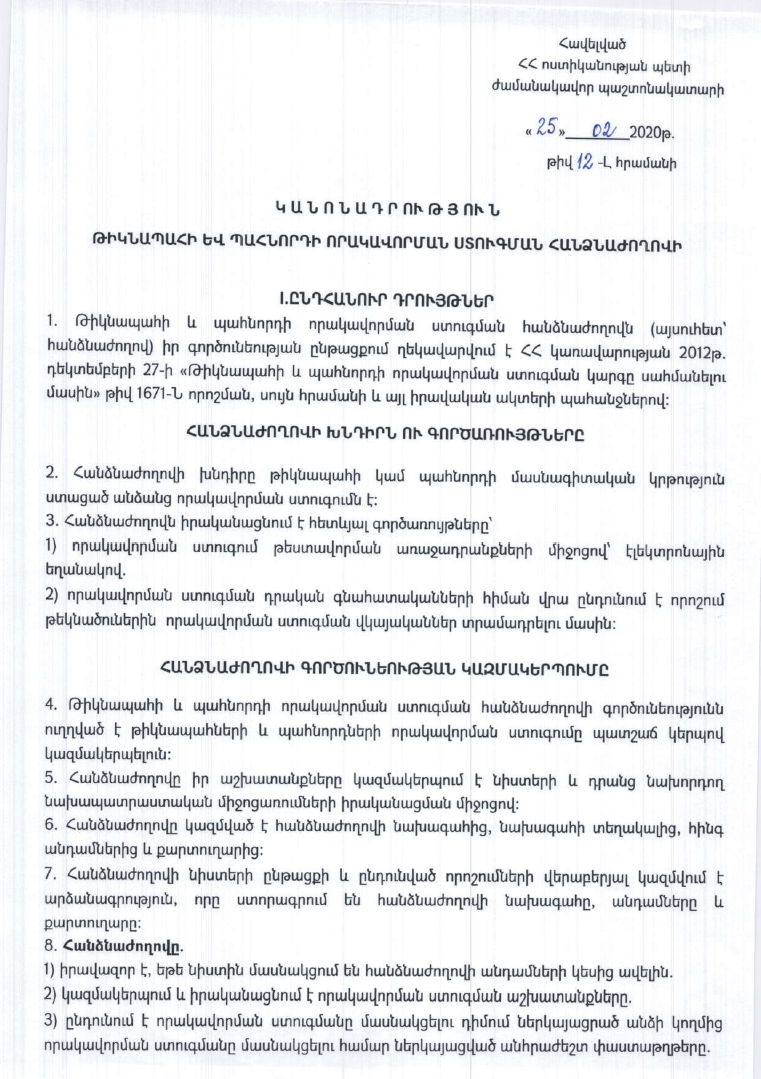 Հավելված
ՀՀ ոստիկանության պետի
ժամանակավոր պաշտոնակատարի
« 25 » 02 2020թ.
թիվ 12 -Լ հրամանի
Կ Ա Ն Ո Ն Ա Դ Ր ՈՒ Թ Յ ՈՒ Ն
ԹԻԿՆԱՊԱՀԻ ԵՎ ՊԱՀՆՈՐԴԻ ՈՐԱԿԱՎՈՐՄԱՆ ՍՏՈՒԳՄԱՆ ՀԱՆՁՆԱԺՈՂՈՎԻ
I.ԸՆԴՀԱՆՈՒՐ ԴՐՈՒՅԹՆԵՐ
1. Թիկնապահի և պահնորդի որակավորման ստուգման հանձնաժողովն (այսուհետ՝
հանձնաժողով) իր գործունեության ընթացքում ղեկավարվում է ՀՀ կառավարության 2012թ.
դեկտեմբերի 27-ի «Թիկնապահի և պահնորդի որակավորման ստուգման կարգը սահմանելու
մասին» թիվ 1671-Ն որոշման, սույն հրամանի և այլ իրավական ակտերի պահանջներով:
ՀԱՆՁՆԱԺՈՂՈՎԻ ԽՆԴԻՐՆ ՈՒ ԳՈՐԾԱՌՈՒՅԹՆԵՐԸ
2. Հանձնաժողովի խնդիրը թիկնապահի կամ պահնորդի մասնագիտական կրթություն
ստացած անձանց որակավորման ստուգումն է:
3. Հանձնաժողովն իրականացնում է հետևյալ գործառույթները՝
1) որակավորման ստուգում թեստավորման առաջադրանքների միջոցով՝ էլեկտրոնային
եղանակով.
2) որակավորման ստուգման դրական գնահատականների հիման վրա ընդունում է որոշում
թեկնածուներին որակավորման ստուգման վկայականներ տրամադրելու մասին:
ՀԱՆՁՆԱԺՈՂՈՎԻ ԳՈՐԾՈՒՆԵՈՒԹՅԱՆ ԿԱԶՄԱԿԵՐՊՈՒՄԸ
4. Թիկնապահի և պահնորդի որակավորման ստուգման հանձնաժողովի գործունեությունն
ուղղված է թիկնապահների և պահնորդների որակավորման ստուգումը պատշաճ կերպով
կազմակերպելուն:
5. Հանձնաժողովը իր աշխատանքները կազմակերպում է նիստերի և դրանց նախորդող
նախապատրաստական միջոցառումների իրականացման միջոցով:
6. Հանձնաժողովը կազմված է հանձնաժողովի նախագահից, նախագահի տեղակալից, հինգ
անդամներից և քարտուղարից:
7. Հանձնաժողովի նիստերի ընթացքի և ընդունված որոշումների վերաբերյալ կազմվում է
արձանագրություն, որը ստորագրում են հանձնաժողովի նախագահը, անդամները և
քարտուղարը:
8. Հանձնաժողովը.
1) իրավազոր է, եթե նիստին մասնակցում են հանձնաժողովի անդամների կեսից ավելին.
2) կազմակերպում և իրականացնում է որակավորման ստուգման աշխատանքները.
3) ընդունում է որակավորման ստուգմանը մասնակցելու դիմում ներկայացրած անձի կողմից
որակավորման ստուգմանը մասնակցելու համար ներկայացված անհրաժեշտ փաստաթղթերը.